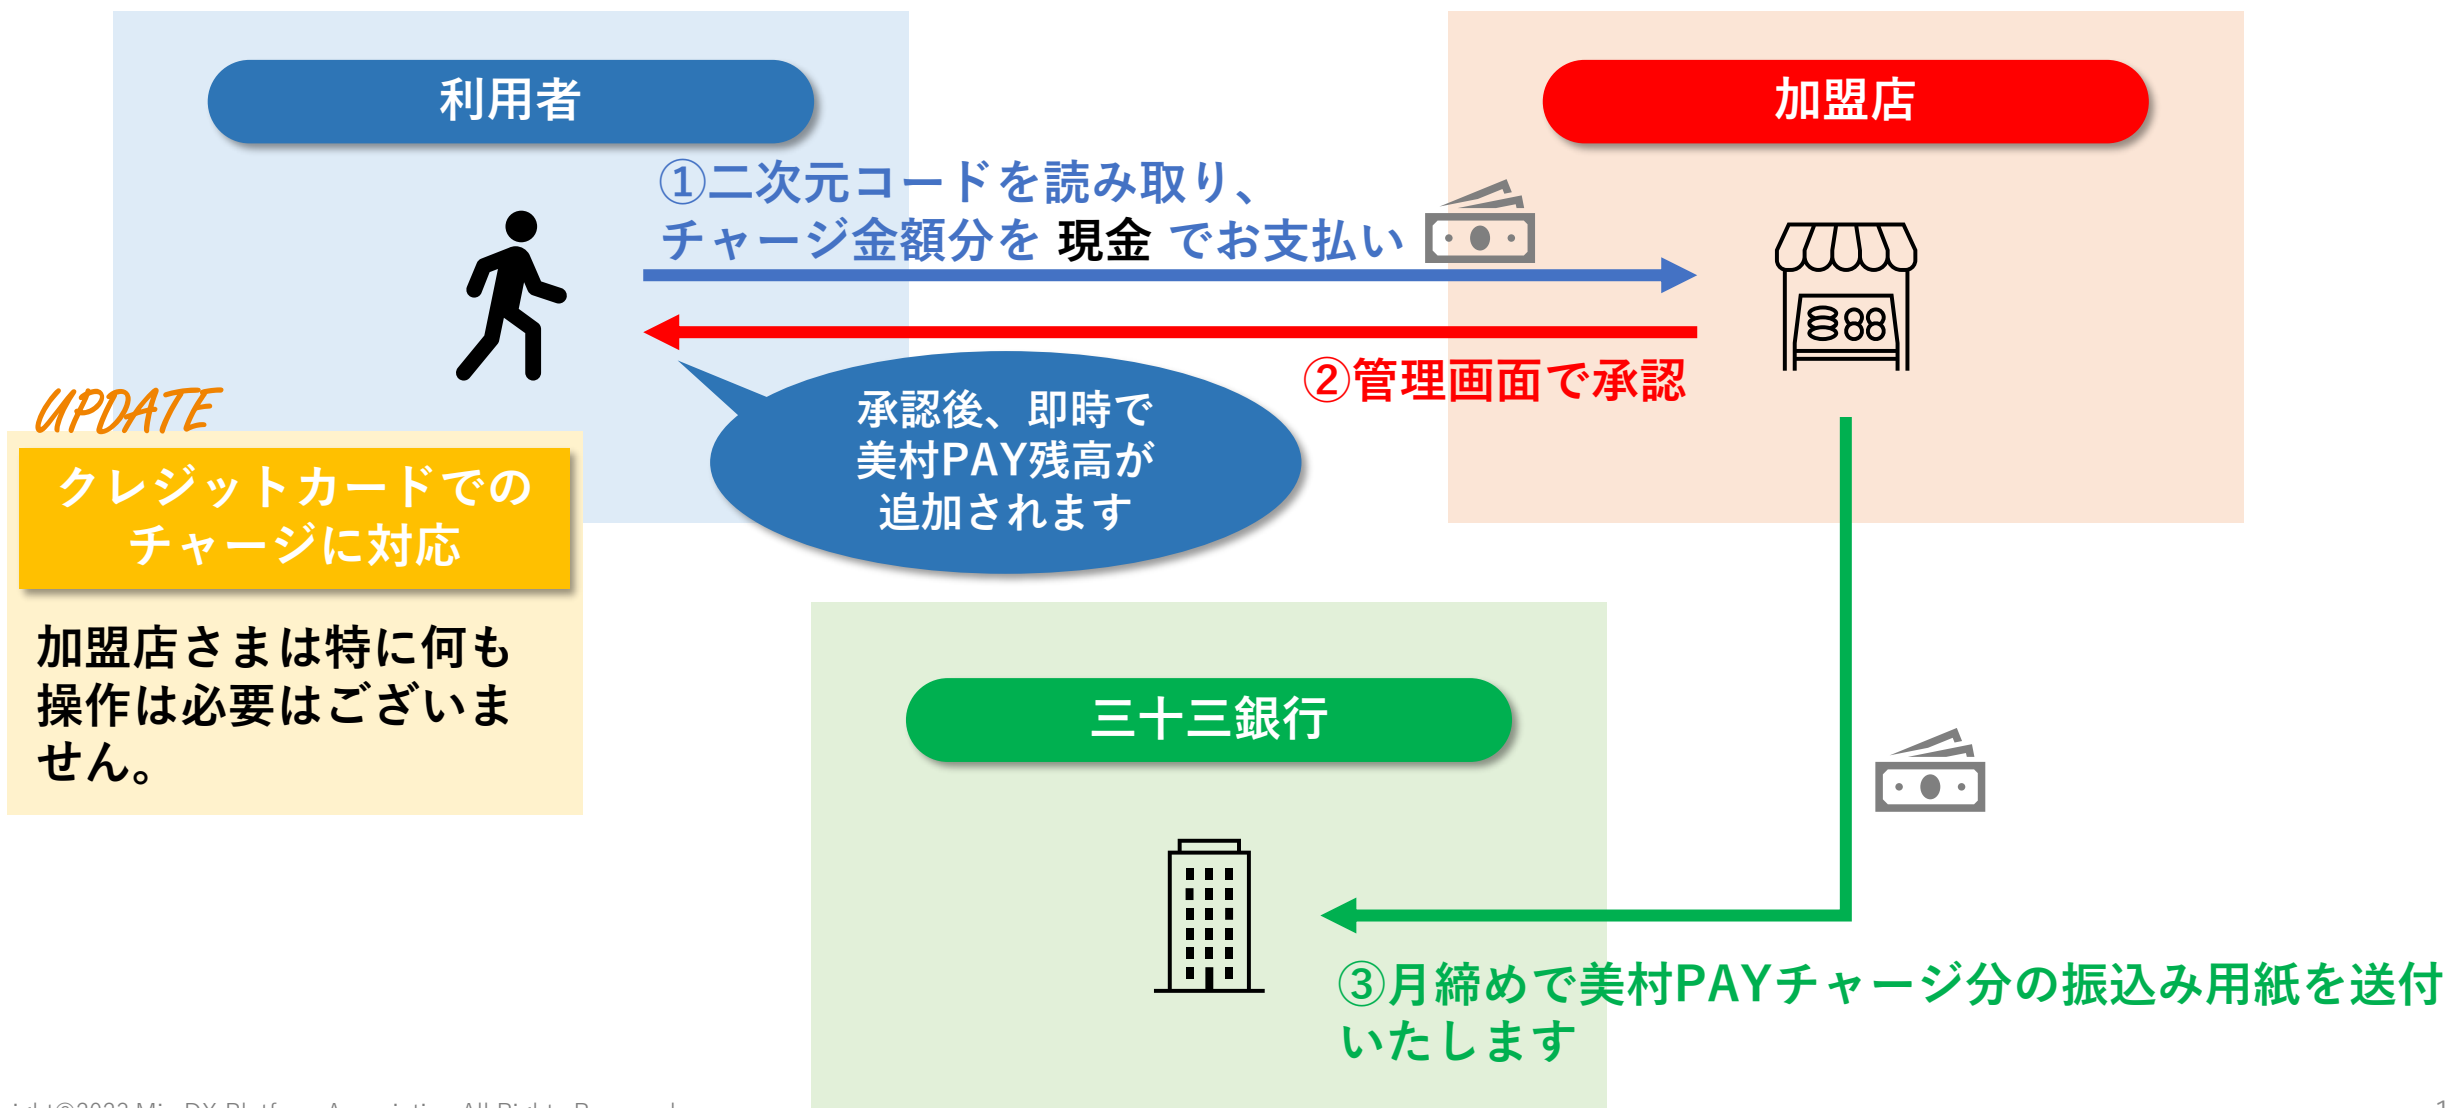 利用者
加盟店
①二次元コードを読み取り、
チャージ金額分を 現金 でお支払い
②管理画面で承認
承認後、即時で
美村PAY残高が
追加されます
UPDATE
クレジットカードでの
チャージに対応
加盟店さまは特に何も
操作は必要はございま
せん。
三十三銀行
③月締めで美村PAYチャージ分の振込み用紙を送付
いたします